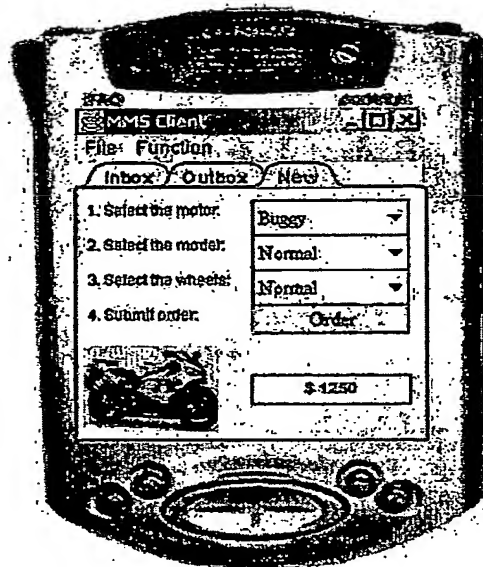 MMS Client
File Function
Inbox Outbox New
1. Select the motor: Buggy
2. Select the model: Normal
3. Select the wheels: Normal
4. Submit order: Order
$ 1250